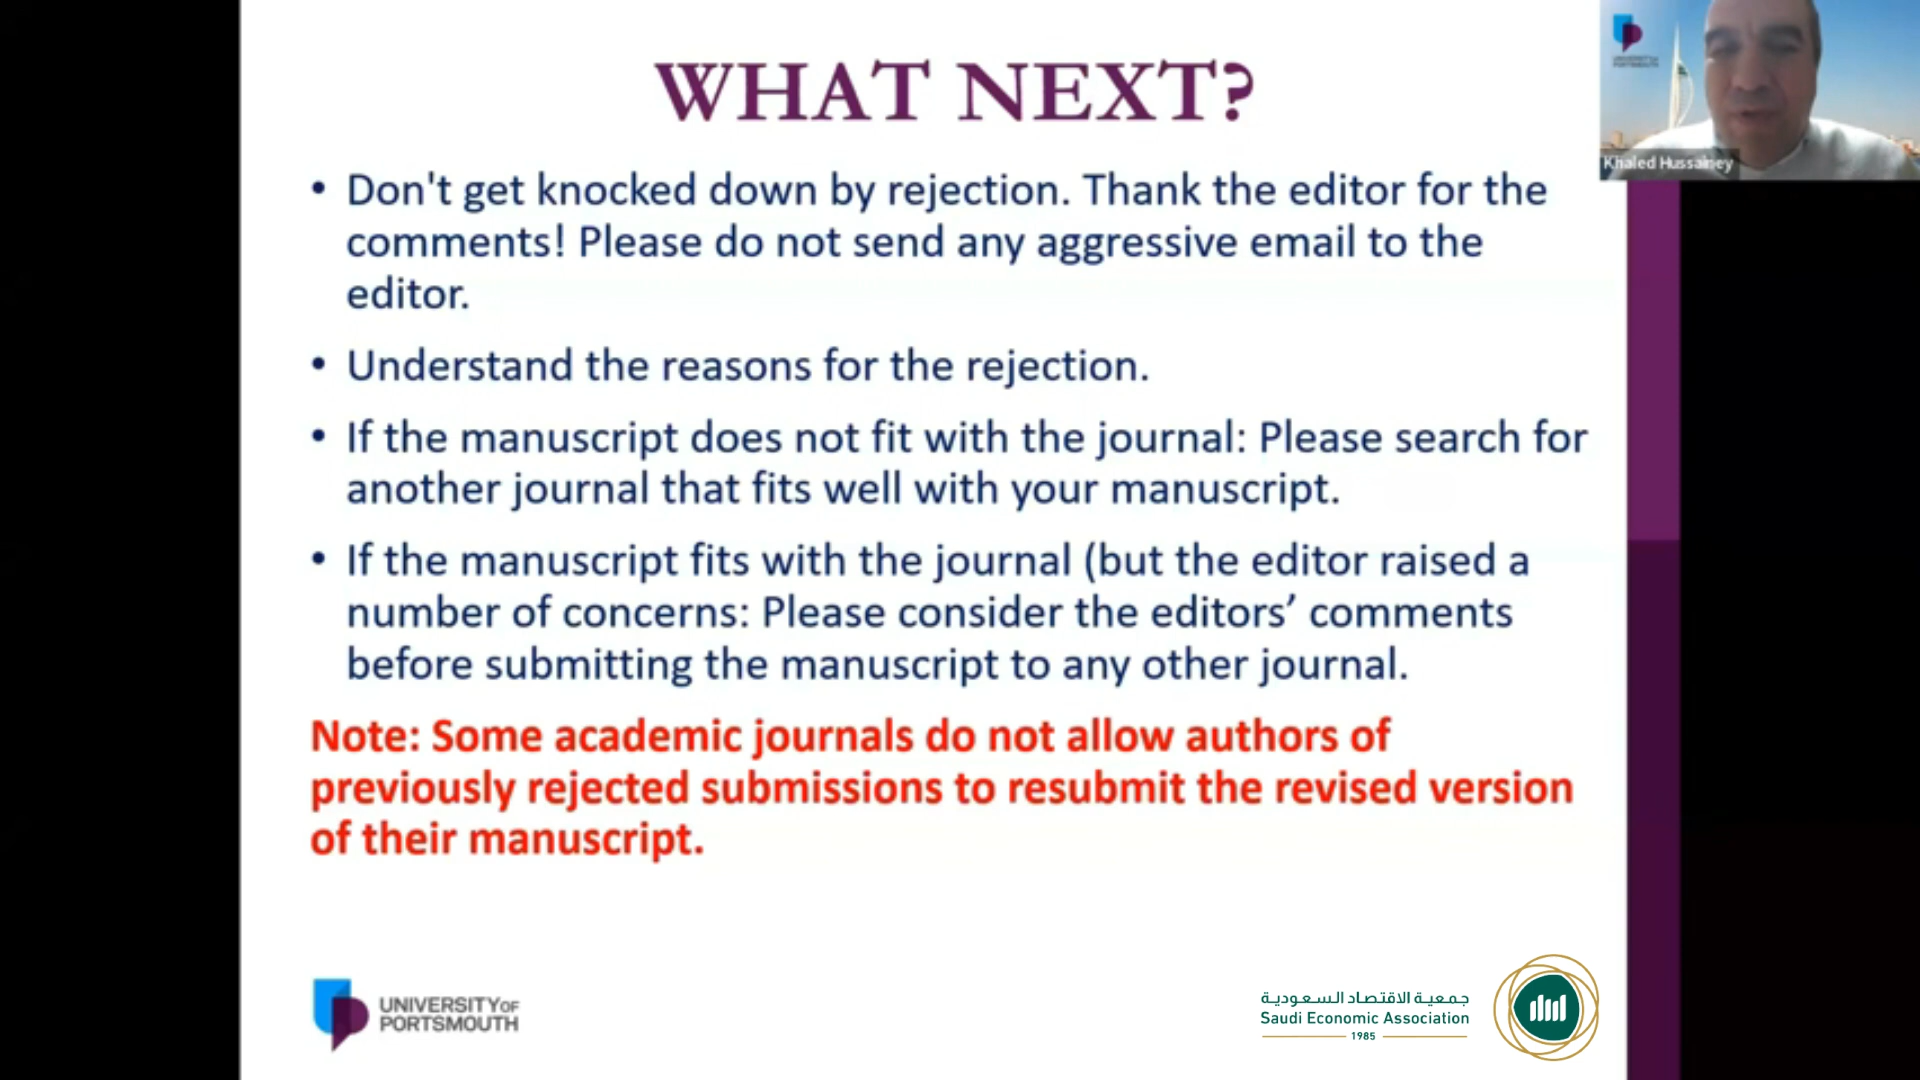 WHAT NEXT?
• Don't get knocked down by rejection. Thank the editor for the
comments! Please do not send any aggressive email to the
editor.
• Understand the reasons for the rejection.
• If the manuscript does not fit with the journal: Please search for
another journal that fits well with your manuscript.
• If the manuscript fits with the journal (but the editor raised a
number of concerns: Please consider the editors’ comments
before submitting the manuscript to any other journal.
Note: Some academic journals do not allow authors of
previously rejected submissions to resubmit the revised version
of their manuscript.
UNIVERSITY OF
PORTSMOUTH
جمعية الاقتصاد السعودية
Saudi Economic Association
1985
UNIVERSITY OF
PORTSMOUTH
Khaled Hussainey